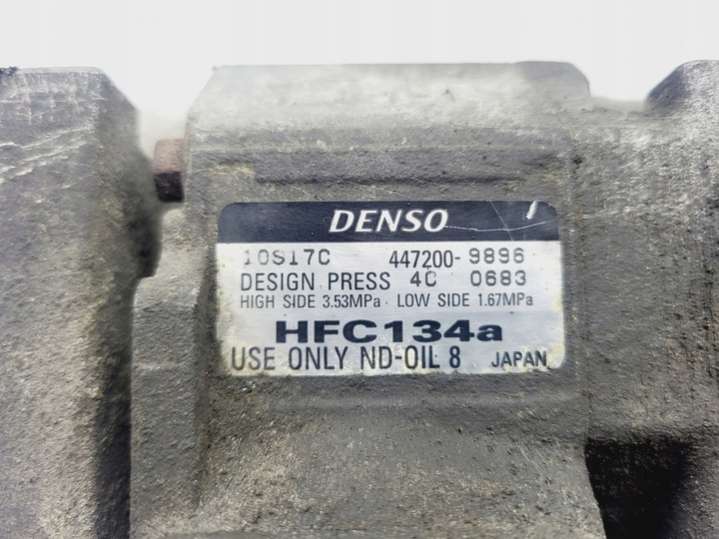 DENSO
10S17C 447200-9896
DESIGN PRESS 4C 0683
HIGH SIDE 3.53MPa LOW SIDE 1.67MPa
HFC134a
USE ONLY ND-OIL 8 JAPAN